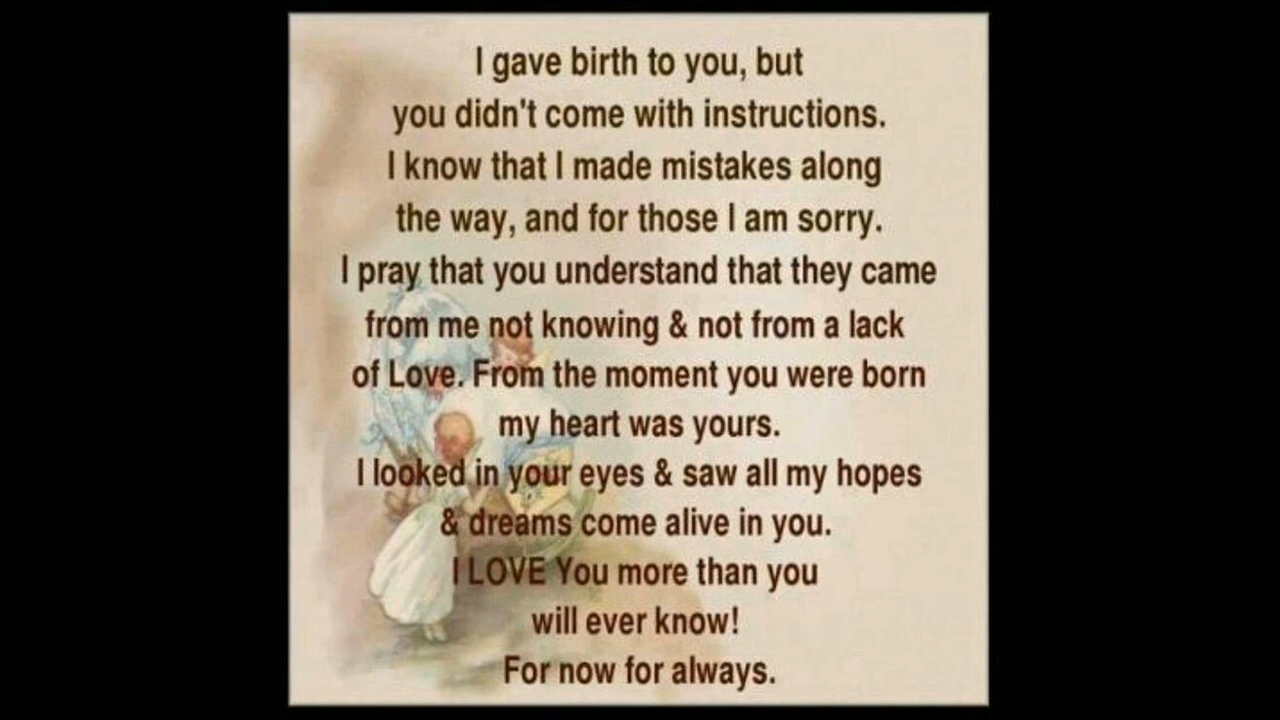 I gave birth to you, but
you didn't come with instructions.
I know that I made mistakes along
the way, and for those I am sorry.
I pray that you understand that they came
from me not knowing & not from a lack
of Love. From the moment you were born
my heart was yours.
I looked in your eyes & saw all my hopes
& dreams come alive in you.
I LOVE You more than you
will ever know!
For now for always.